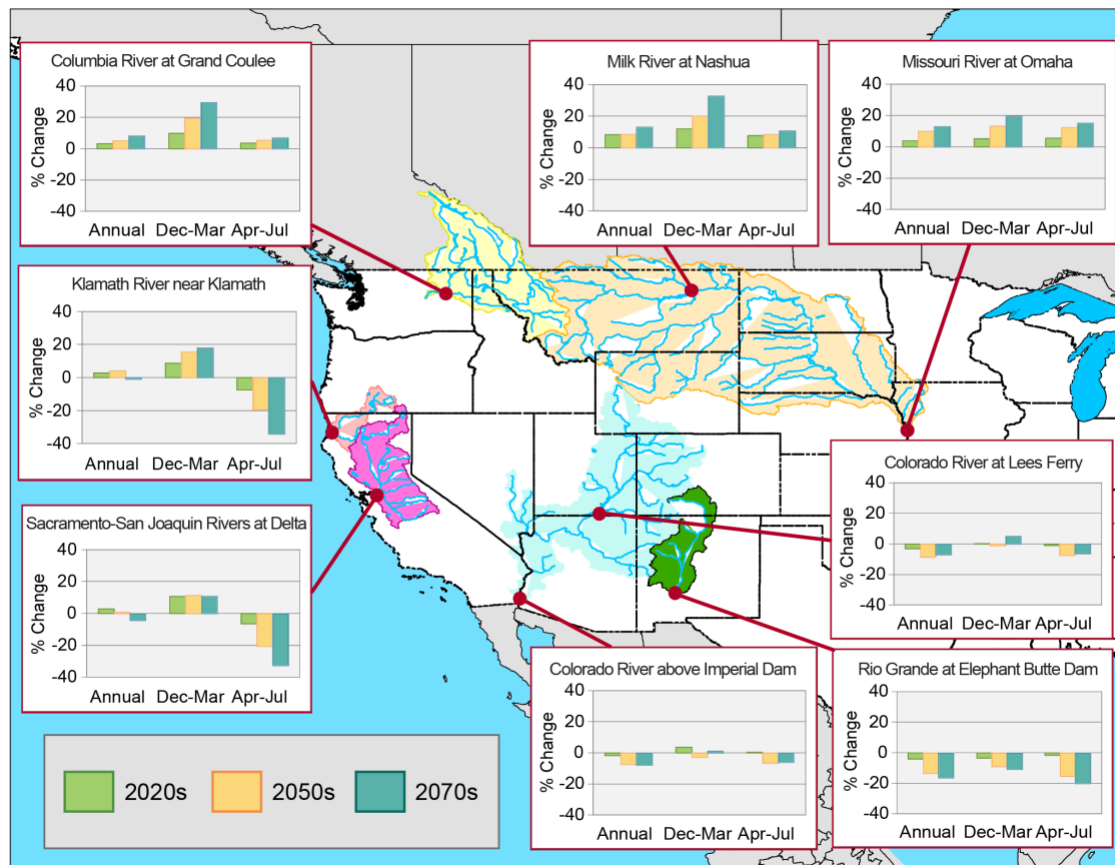 Columbia River at Grand Coulee
% Change
40
20
0
-20
-40
Annual Dec-Mar Apr-Jul
Milk River at Nashua
% Change
40
20
0
-20
-40
Annual Dec-Mar Apr-Jul
Missouri River at Omaha
% Change
40
20
0
-20
-40
Annual Dec-Mar Apr-Jul
Klamath River near Klamath
% Change
40
20
0
-20
-40
Annual Dec-Mar Apr-Jul
Colorado River at Lees Ferry
% Change
40
20
0
-20
-40
Annual Dec-Mar Apr-Jul
Sacramento-San Joaquin Rivers at Delta
% Change
40
20
0
-20
-40
Annual Dec-Mar Apr-Jul
Colorado River above Imperial Dam
% Change
40
20
0
-20
-40
Annual Dec-Mar Apr-Jul
Rio Grande at Elephant Butte Dam
% Change
40
20
0
-20
-40
Annual Dec-Mar Apr-Jul
2020s 2050s 2070s